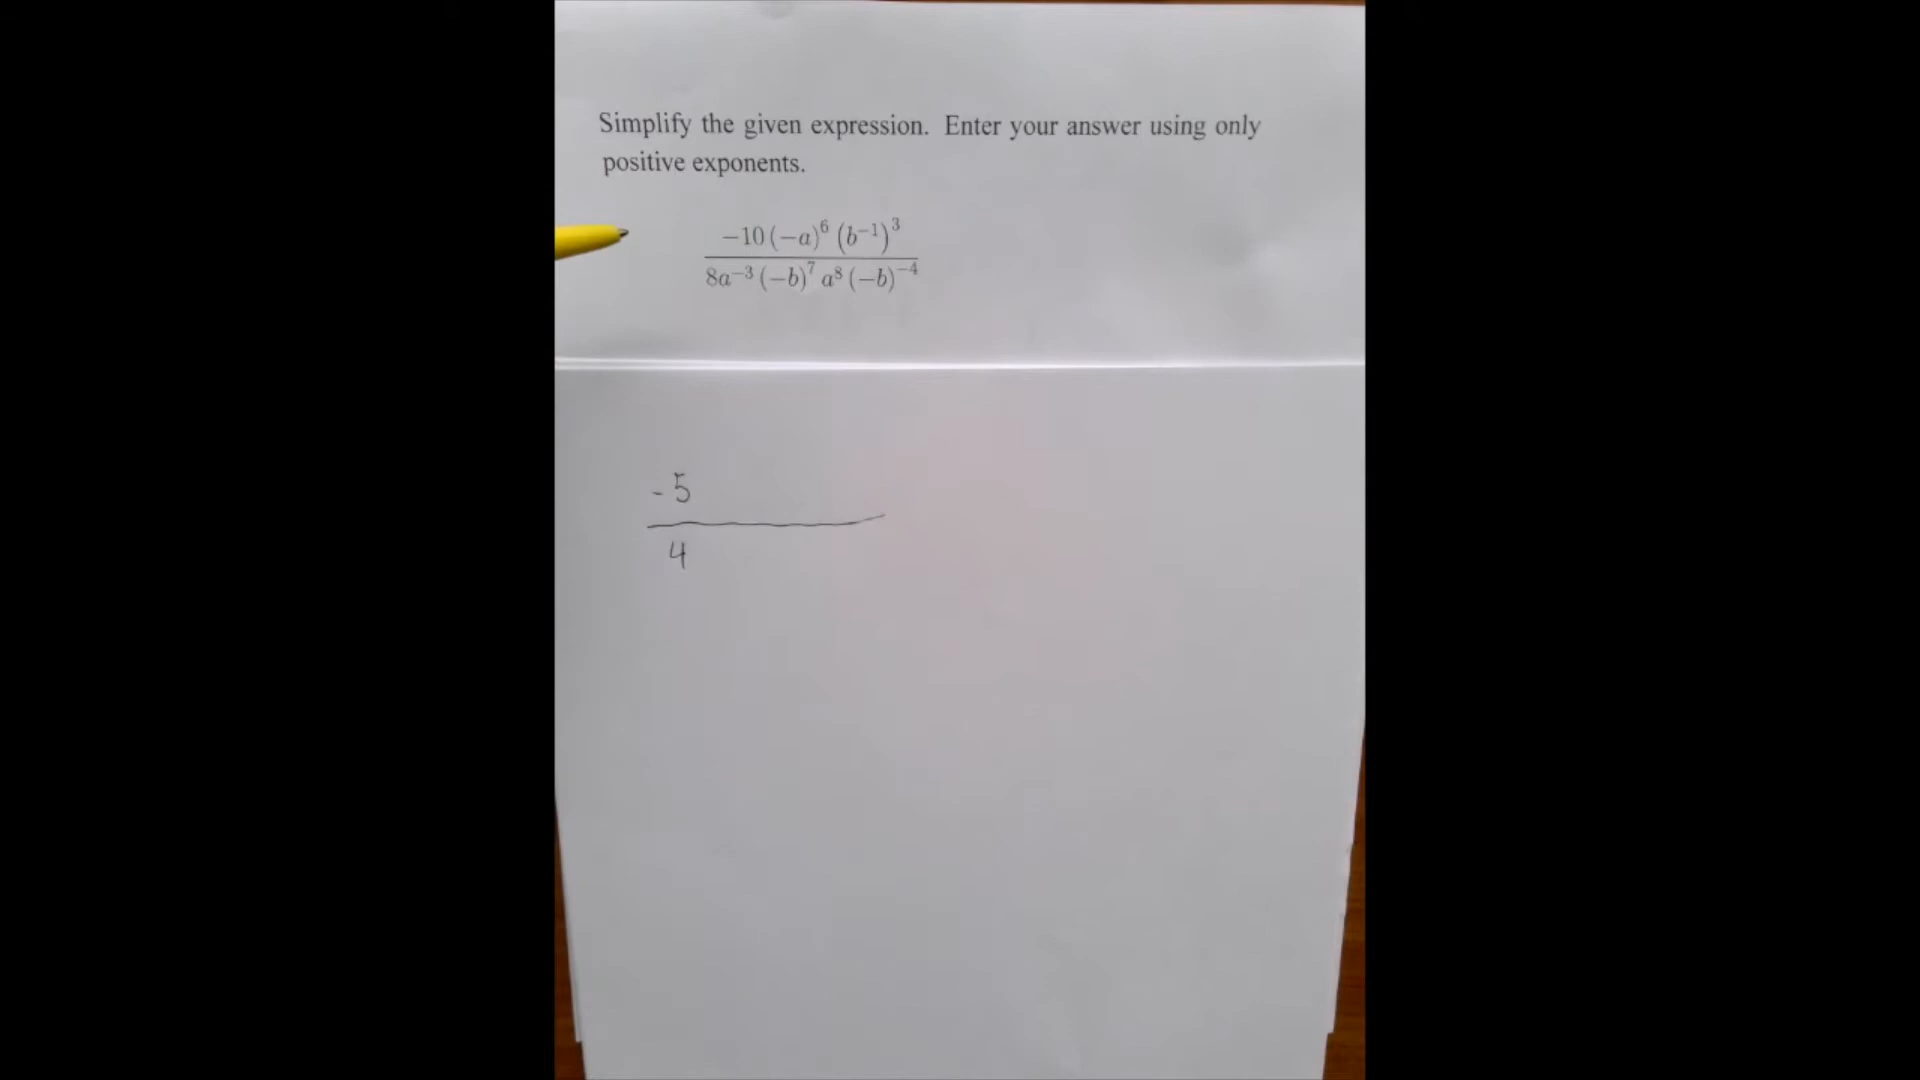 Simplify the given expression. Enter your answer using only
positive exponents.
−10 (−a)^6 (b^−1)^3
8a^−3 (−b)^7 a^8 (−b)^−4
- 5
4